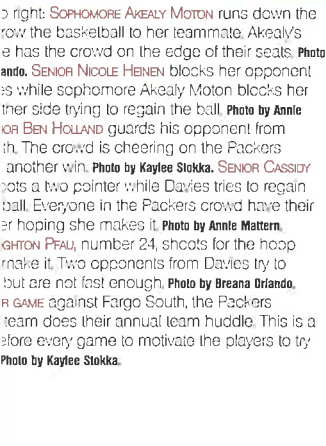 right: SOPHOMORE AKEALY MOTON runs down the
row the basketball to her teammate. Akealy's
e has the crowd on the edge of their seats. Photo
ando. SENIOR NICOLE HEINEN blocks her opponent
es while sophomore Akealy Moton blocks her
ther side trying to regain the ball. Photo by Annie
IOR BEN HOLLAND guards his opponent from
th. The crowd is cheering on the Packers
another win. Photo by Kaylee Stokka. SENIOR CASSIDY
oots a two pointer while Davies tries to regain
ball. Everyone in the Packers crowd have their
er hoping she makes it. Photo by Annie Mattern.
GHTON PFAU, number 24, shoots for the hoop
make it. Two opponents from Davies try to
but are not fast enough. Photo by Breana Orlando.
R GAME against Fargo South, the Packers
team does their annual team huddle. This is a
efore every game to motivate the players to try
Photo by Kaylee Stokka.